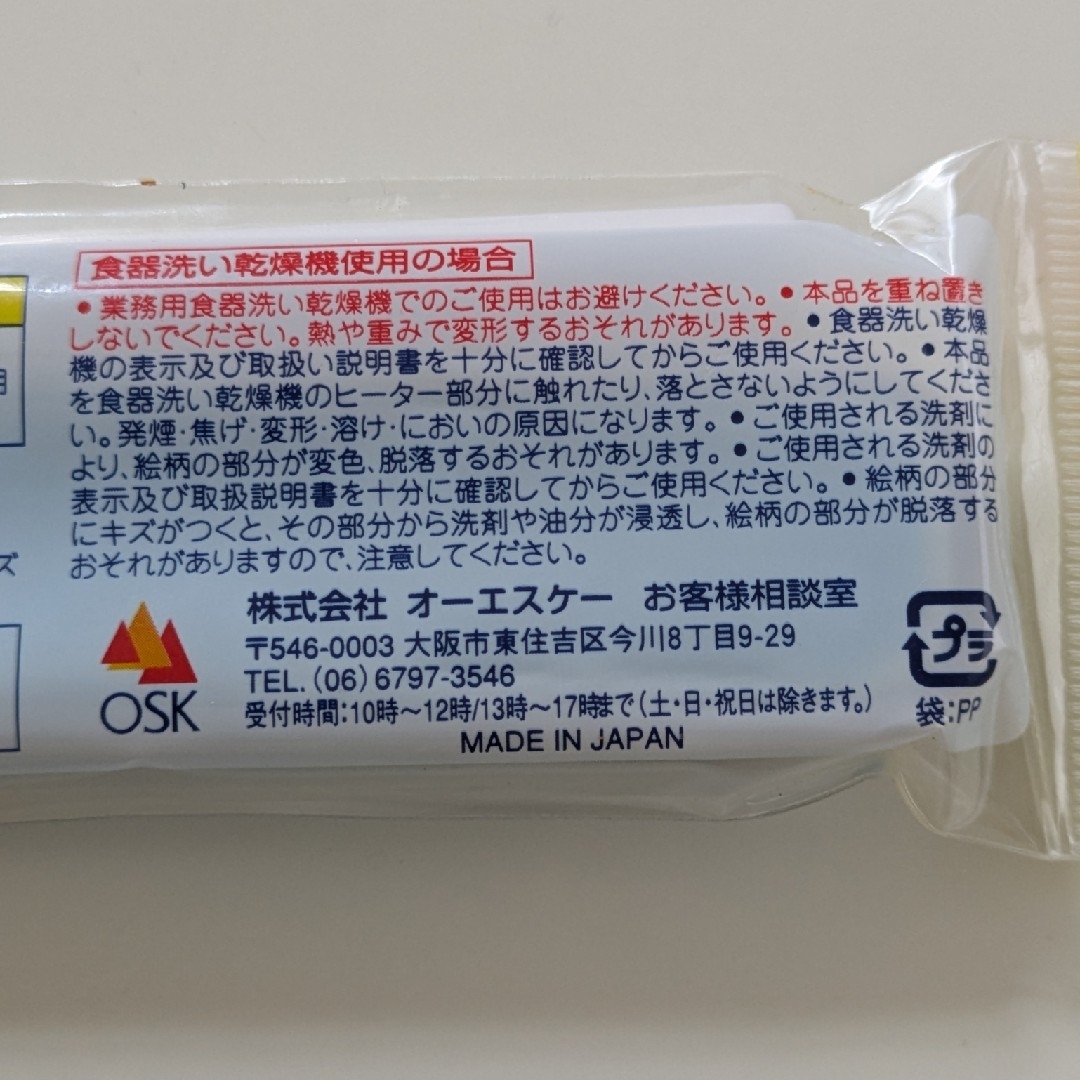 食器洗い乾燥機使用の場合
●業務用食器洗い乾燥機でのご使用はお避けください。●本品を重ね置き
しないでください。熱や重みで変形するおそれがあります。●食器洗い乾燥
機の表示及び取扱い説明書を十分に確認してからご使用ください。●本品
を食器洗い乾燥機のヒーター部分に触れたり、落とさないようにしてくださ
い。発煙・焦げ・変形・溶け・においの原因になります。●ご使用される洗剤に
より、絵柄の部分が変色、脱落するおそれがあります。●ご使用される洗剤の
表示及び取扱説明書を十分に確認してからご使用ください。●絵柄の部分
にキズがつくと、その部分から洗剤や油分が浸透し、絵柄の部分が脱落する
おそれがありますので、注意してください。
株式会社 オーエスケー お客様相談室
〒546-0003 大阪市東住吉区今川8丁目9-29
TEL.(06)6797-3546
受付時間:10時〜12時/13時〜17時まで(土・日・祝日は除きます。)
MADE IN JAPAN
OSK
プラ
袋:PP
用
ズ